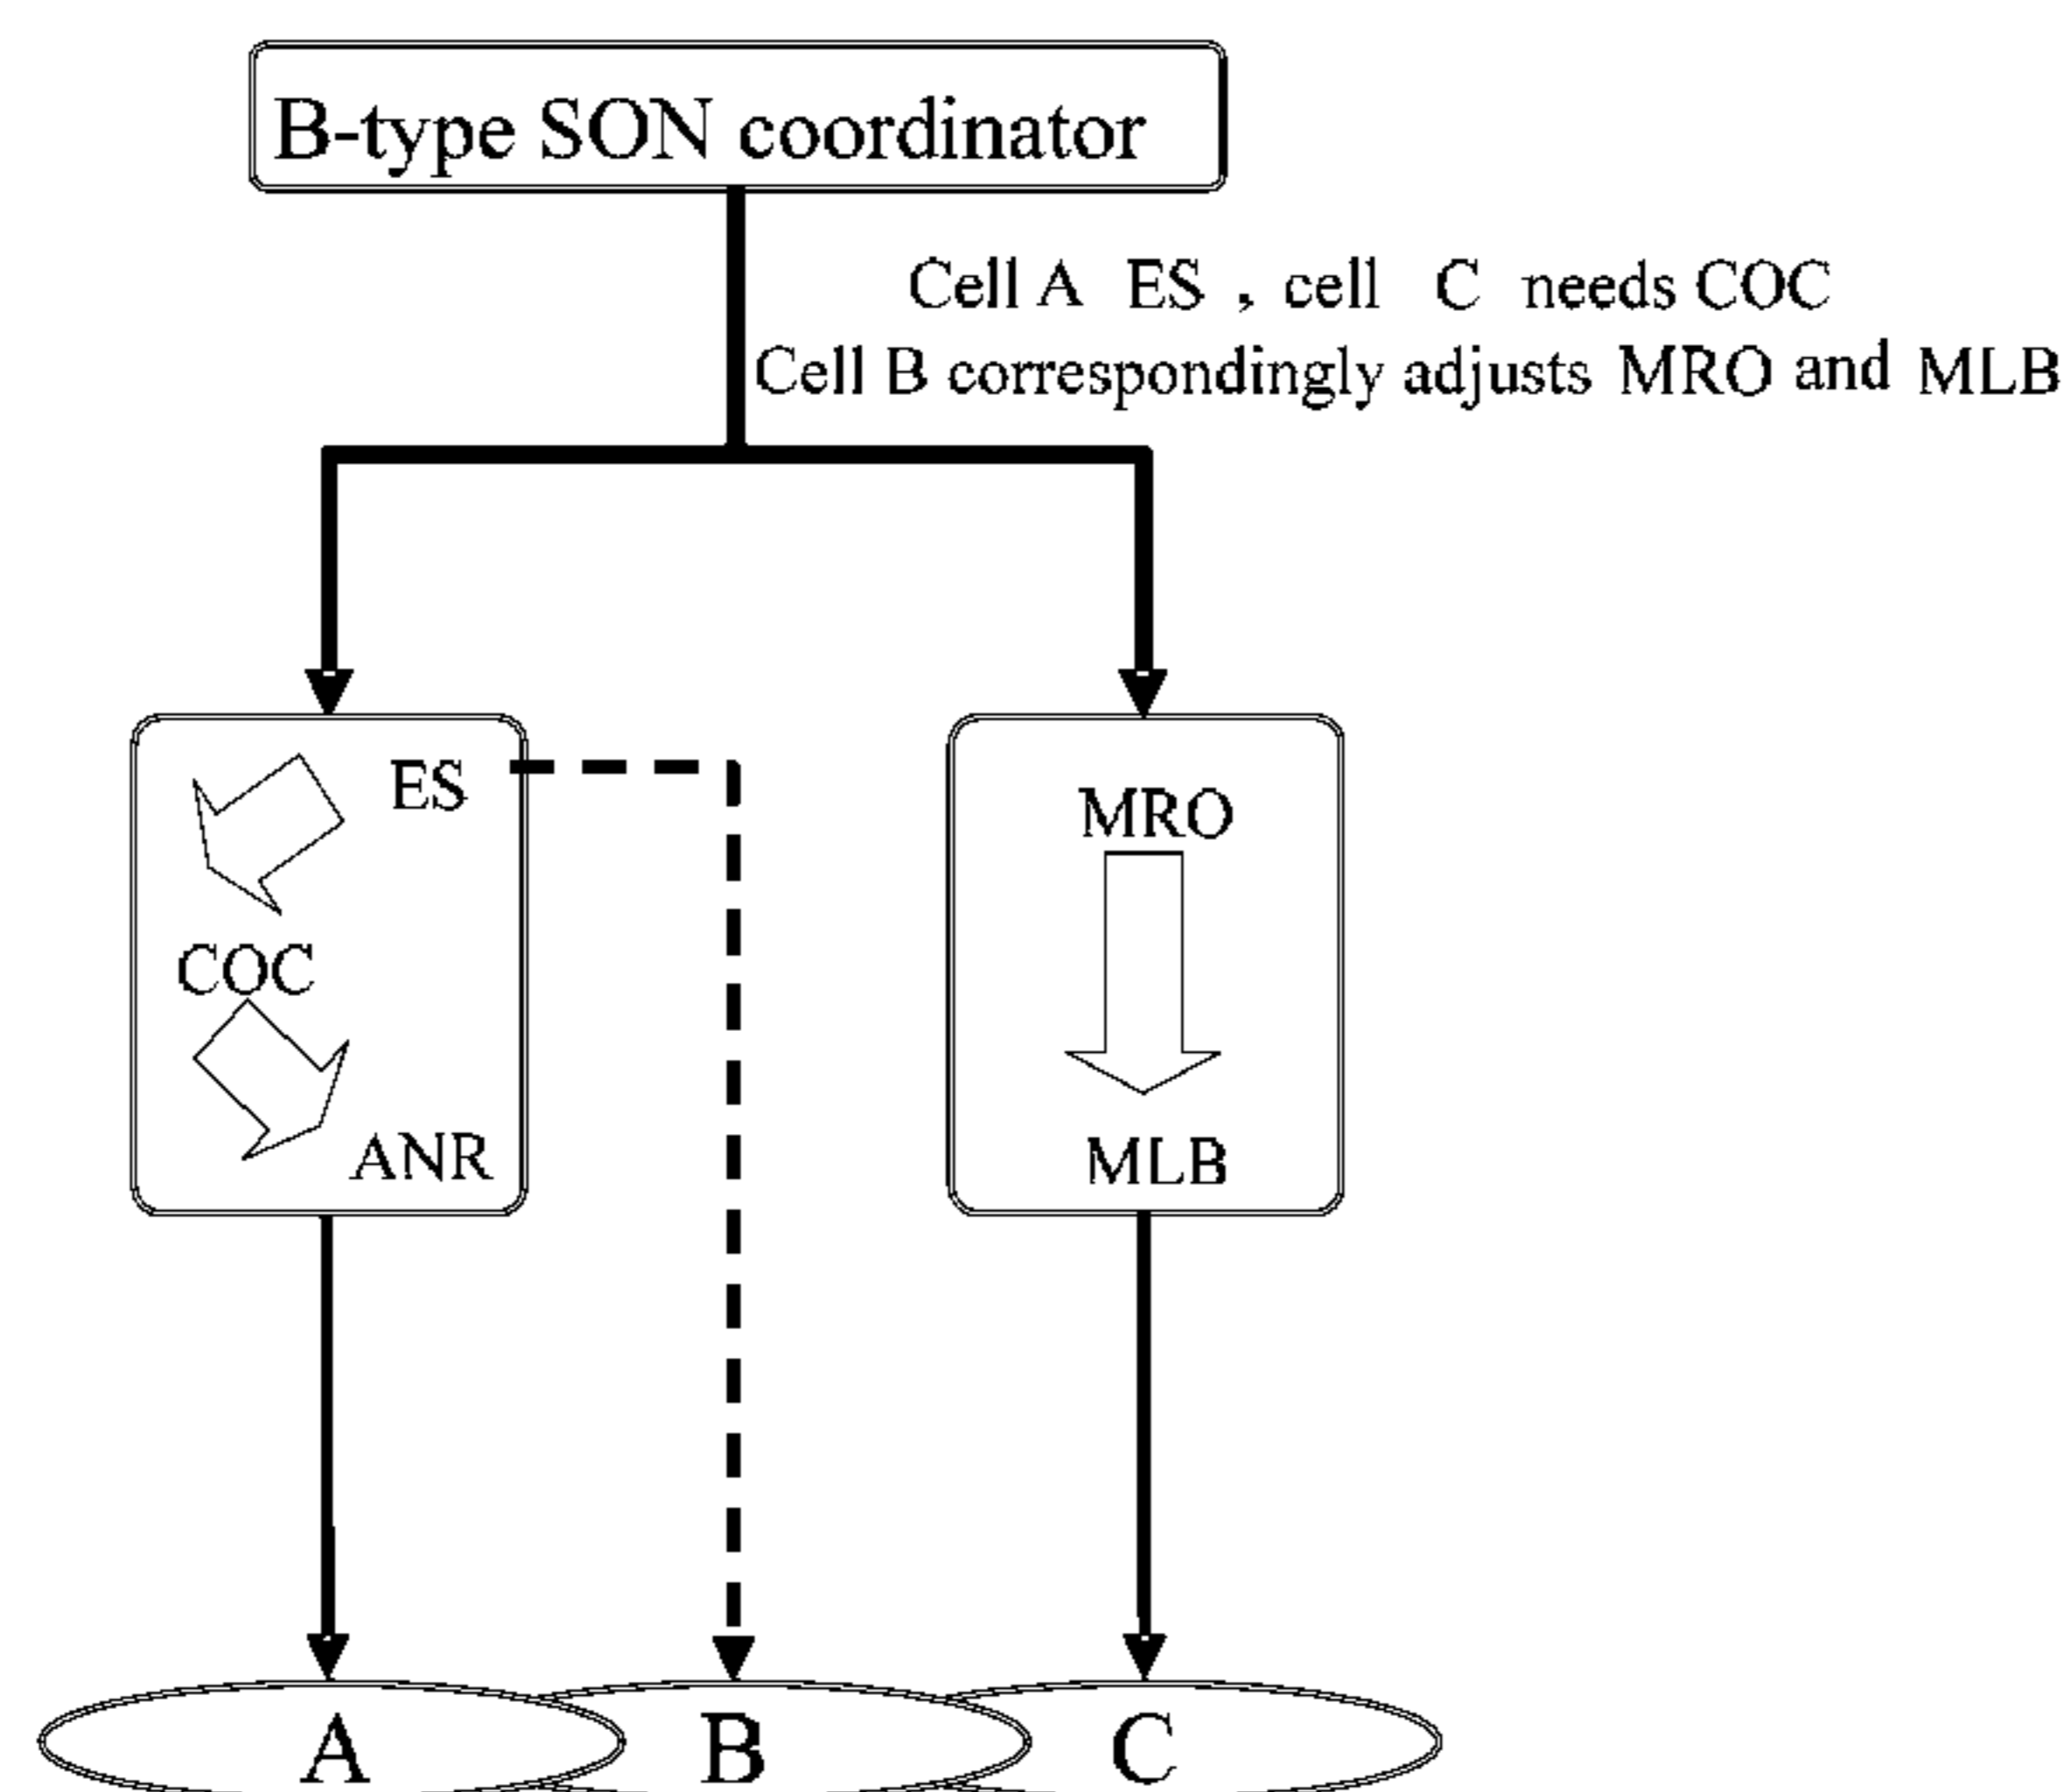 B-type SON coordinator
Cell A ES , cell C needs COC
Cell B correspondingly adjusts MRO and MLB
ES
COC
ANR
MRO
MLB
A
B
C